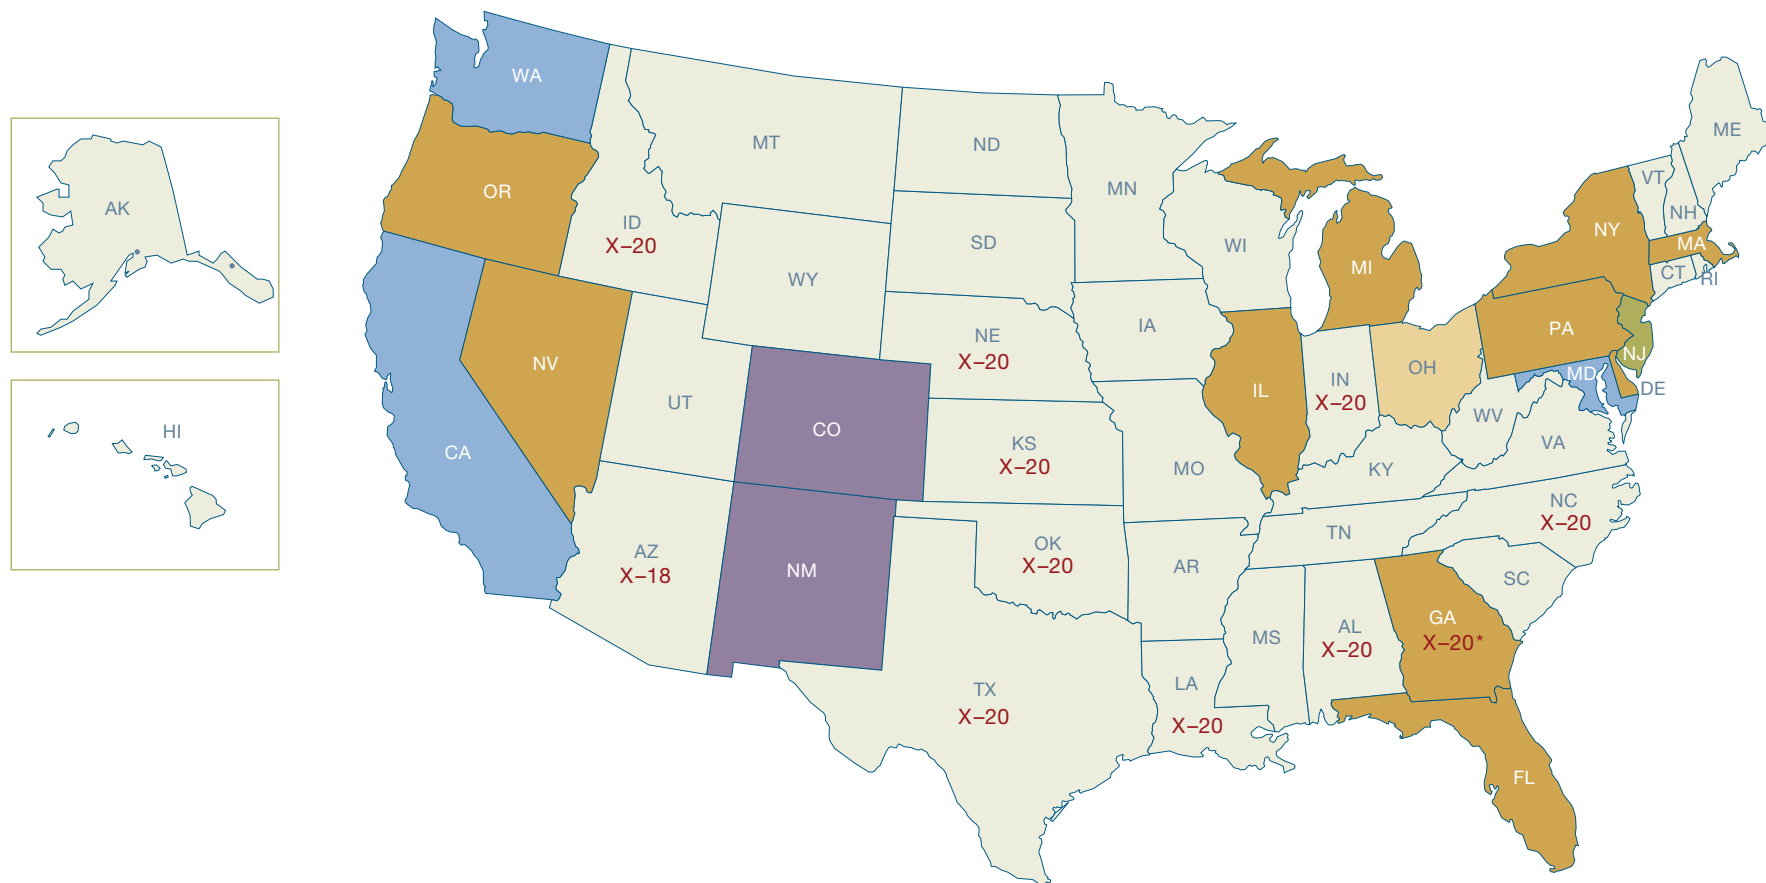 WA
OR
CA
NV
ID
X–20
MT
WY
UT
AZ
X–18
CO
NM
ND
SD
NE
X–20
KS
X–20
OK
X–20
TX
X–20
MN
IA
MO
AR
LA
X–20
WI
IL
MI
IN
X–20
OH
KY
TN
MS
AL
X–20
GA
X–20*
FL
SC
NC
X–20
VA
WV
MD
DE
NJ
PA
NY
CT
RI
MA
VT
NH
ME
AK
HI